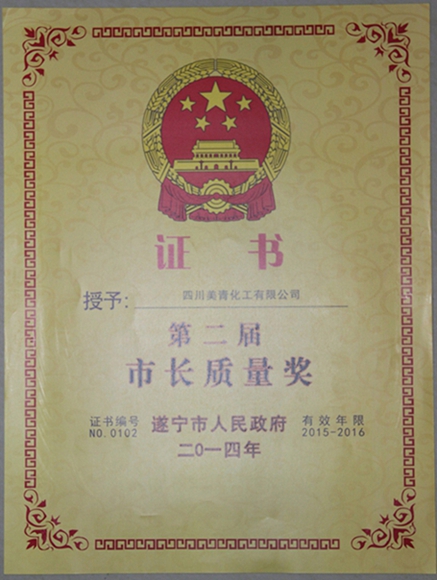 证 书
授予: 四川美青化工有限公司
第二届
市长质量奖
证书编号
NO.0102
遂宁市人民政府
二0一四年
有效年限
2015-2016